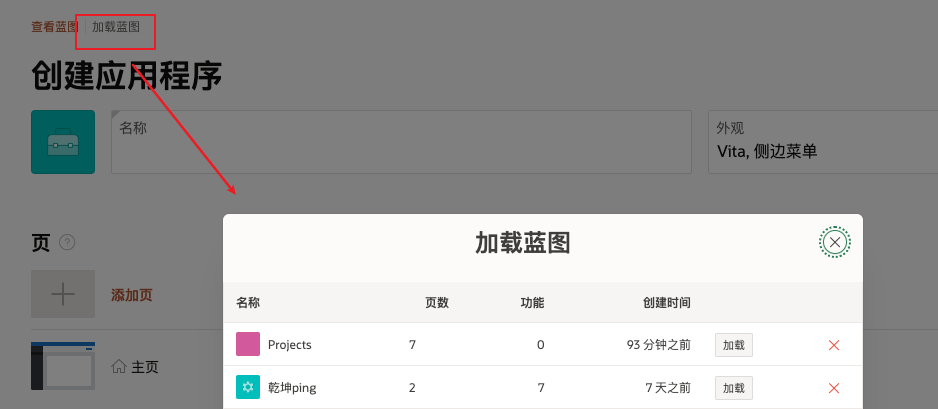 查看蓝图 加载蓝图
创建应用程序
名称
外观
Vita, 侧边菜单
页 ?
添加页
主页
加载蓝图
名称 页数 功能 创建时间
Projects 7 0 93 分钟之前 加载
乾坤ping 2 7 7 天之前 加载